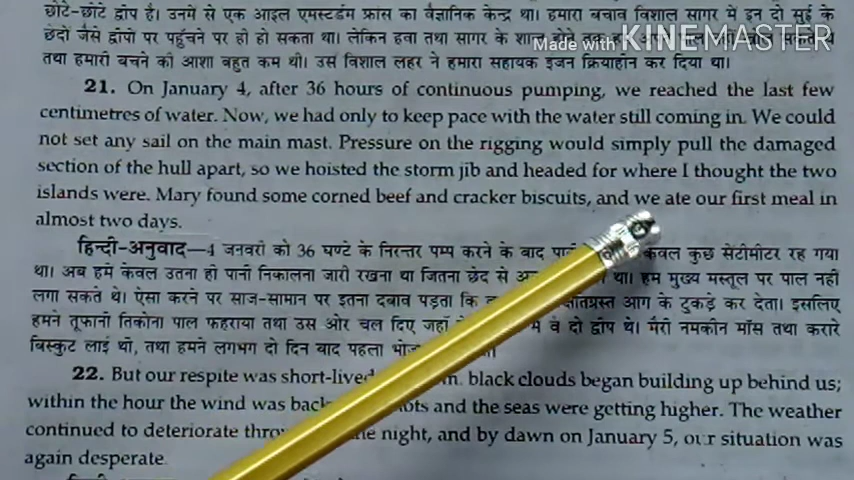 छोटे-छोटे द्वीप है। उनमें से एक आइल एमस्टर्डम फ्रांस का वैज्ञानिक केन्द्र था। हमारा बचाव विशाल सागर में इन दो सुई के
छेदों जैसे द्वीपों पर पहुँचने पर ही हो सकता था। लेकिन हवा तथा सागर के शान्त होने तक
Made with KINEMASTER
तथा हमारी बचने की आशा बहुत कम थी। उस विशाल लहर ने हमारा सहायक इंजन क्रियाहीन कर दिया था।
21. On January 4, after 36 hours of continuous pumping, we reached the last few
centimetres of water. Now, we had only to keep pace with the water still coming in. We could
not set any sail on the main mast. Pressure on the rigging would simply pull the damaged
section of the hull apart, so we hoisted the storm jib and headed for where I thought the two
islands were. Mary found some corned beef and cracker biscuits, and we ate our first meal in
almost two days.
हिन्दी-अनुवाद—4 जनवरी को 36 घण्टे के निरन्तर पम्प करने के बाद केवल कुछ सेंटीमीटर रह गया
था। अब हमें केवल उतना ही पानी निकालना जारी रखना था जितना छेद से था। हम मुख्य मस्तूल पर पाल नहीं
लगा सकते थे। ऐसा करने पर साज-सामान पर इतना दबाव पड़ता कि आग के टुकड़े कर देता। इसलिए
हमने तूफानी तिकोना पाल फहराया तथा उस ओर चल दिए जहाँ वे दो द्वीप थे। मैरी नमकीन माँस तथा करारे
बिस्कुट लाई थी, तथा हमने लगभग दो दिन बाद पहला
22. But our respite was short-lived black clouds began building up behind us;
within the hour the wind was and the seas were getting higher. The weather
continued to deteriorate night, and by dawn on January 5, our situation was
again desperate.